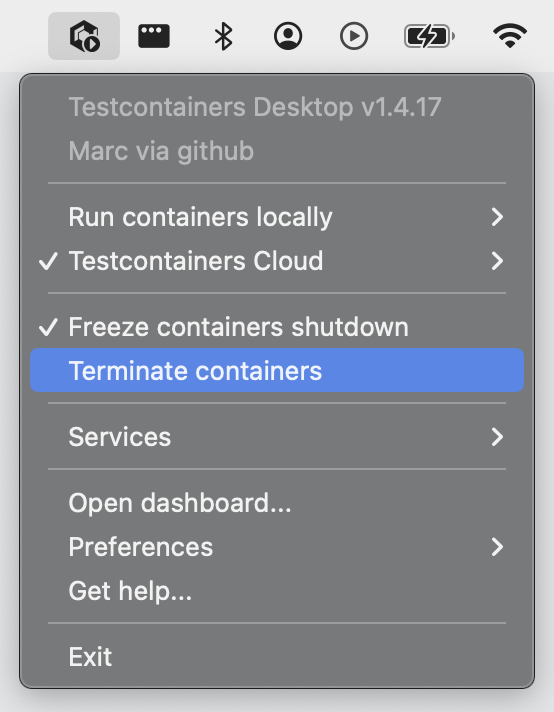 Testcontainers Desktop v1.4.17
Marc via github
Run containers locally
Testcontainers Cloud
Freeze containers shutdown
Terminate containers
Services
Open dashboard...
Preferences
Get help...
Exit